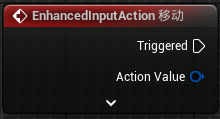 EnhancedInputAction 移动
Triggered
Action Value